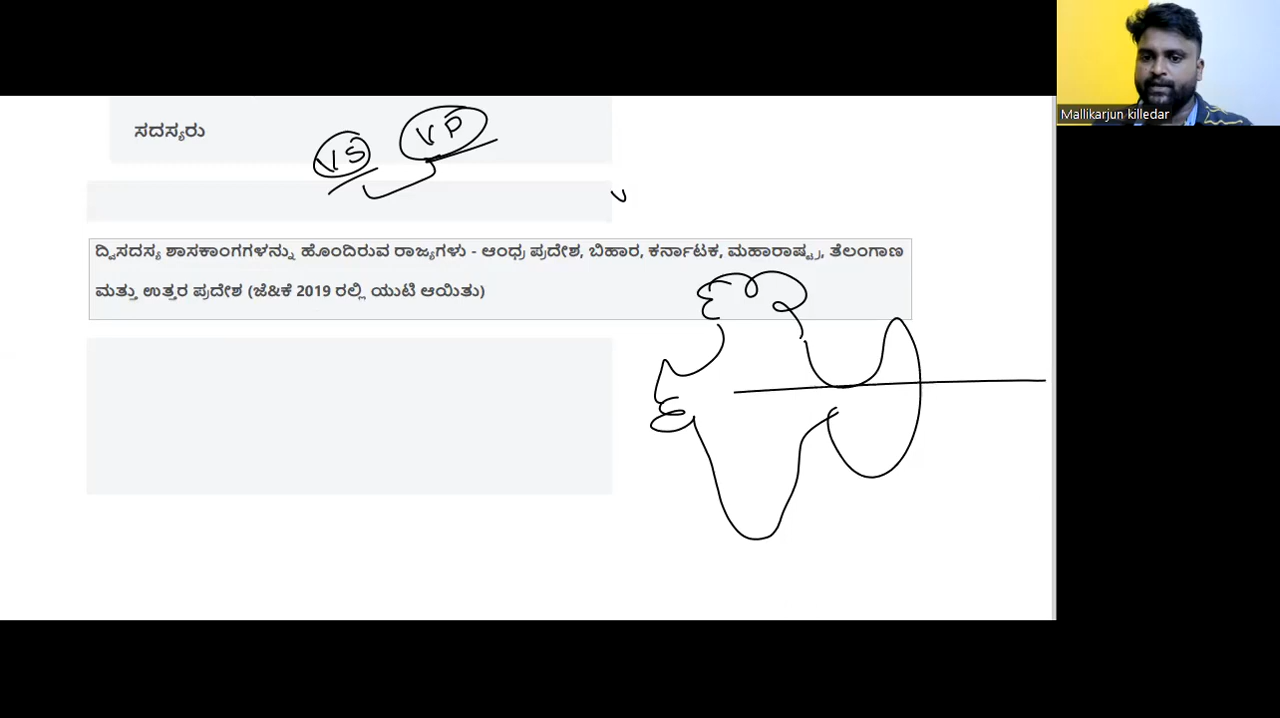 Mallikarjun killedar
ಸದಸ್ಯರು
VS VP
ದ್ವಿಸದಸ್ಯ ಶಾಸಕಾಂಗಗಳನ್ನು ಹೊಂದಿರುವ ರಾಜ್ಯಗಳು - ಆಂಧ್ರ ಪ್ರದೇಶ, ಬಿಹಾರ, ಕರ್ನಾಟಕ, ಮಹಾರಾಷ್ಟ್ರ, ತೆಲಂಗಾಣ
ಮತ್ತು ಉತ್ತರ ಪ್ರದೇಶ (ಜೆ&ಕೆ 2019 ರಲ್ಲಿ ಯುಟಿ ಆಯಿತು)